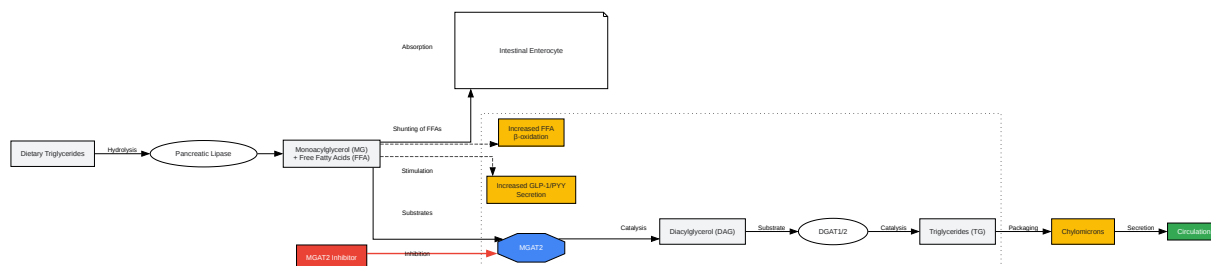 Absorption
Intestinal Enterocyte
Shunting of FFAs
Increased FFA
β-oxidation
Dietary Triglycerides
Hydrolysis
Pancreatic Lipase
Monoacylglycerol (MG)
+ Free Fatty Acids (FFA)
Stimulation
Increased GLP-1/PYY
Secretion
Substrates
MGAT2 Inhibitor
Inhibition
MGAT2
Catalysis
Diacylglycerol (DAG)
Substrate
DGAT1/2
Catalysis
Triglycerides (TG)
Packaging
Chylomicrons
Secretion
Circulation